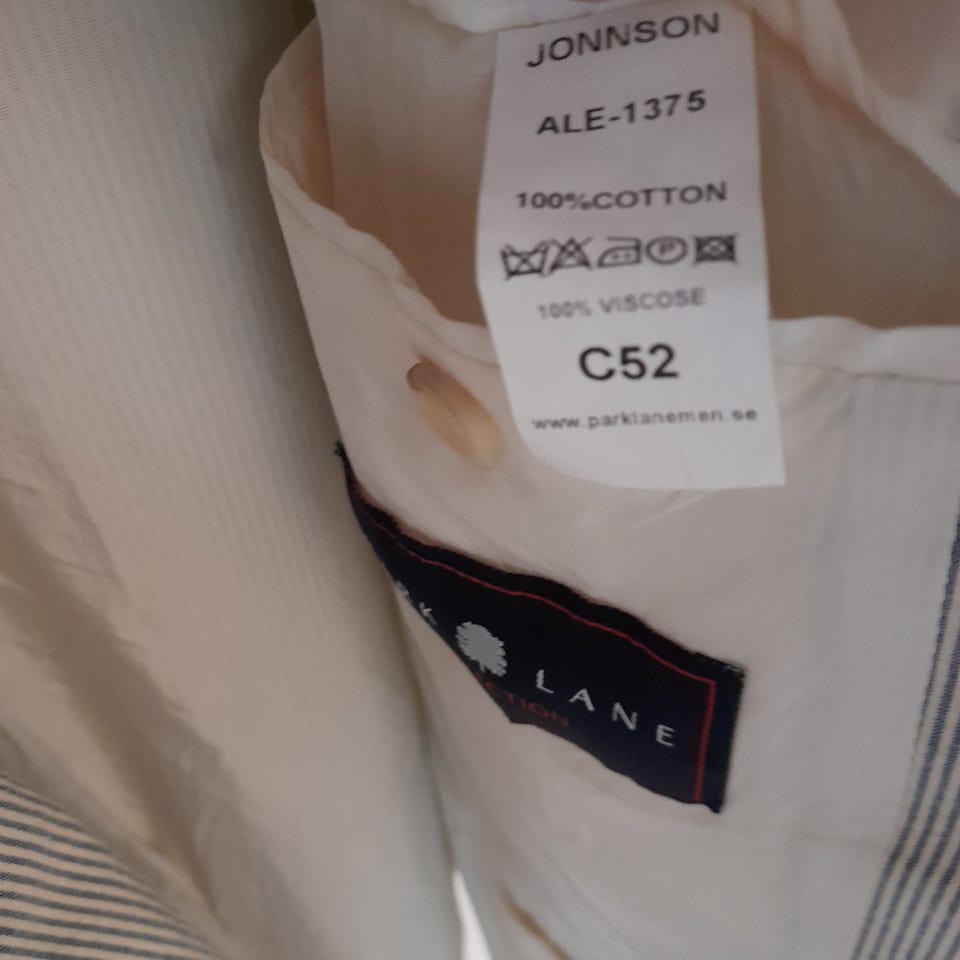 JONNSON
ALE-1375
100%COTTON
P
100% VISCOSE
C52
www.parklanemen.se
LANE